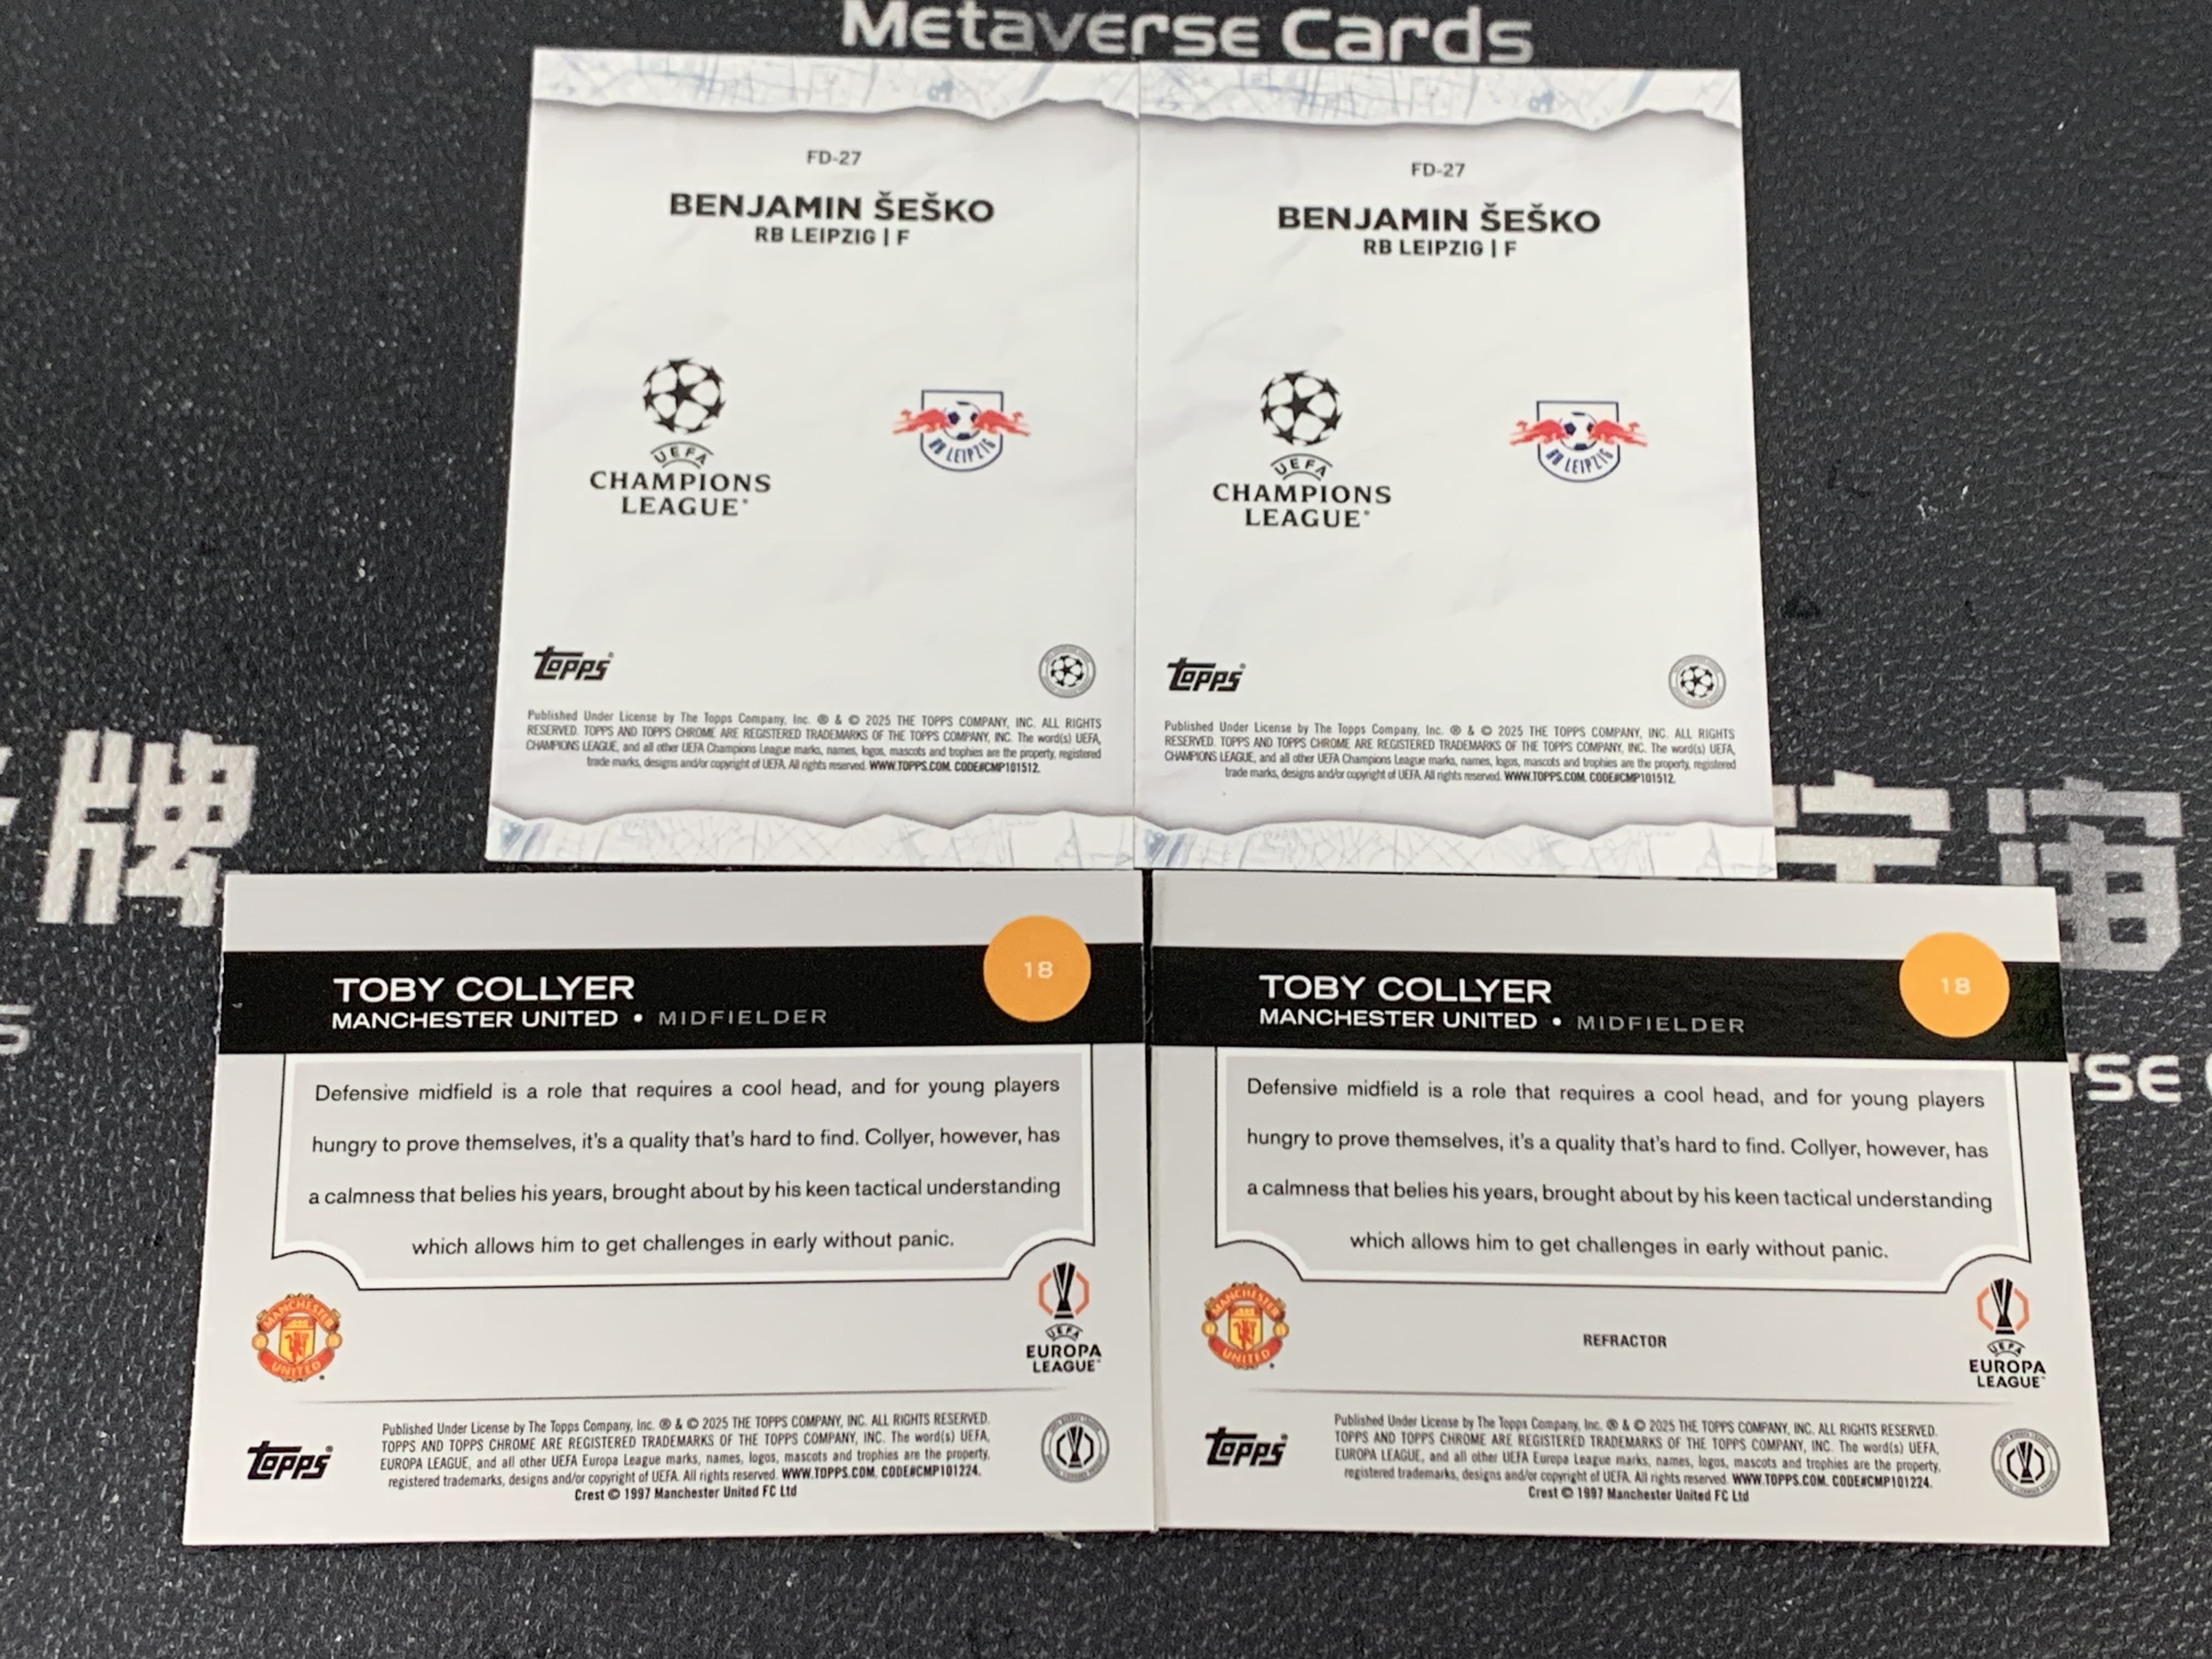 Metaverse Cards
FD-27
BENJAMIN ŠEŠKO
RB LEIPZIG | F
UEFA
CHAMPIONS
LEAGUE
RB LEIPZIG
Topps
Published Under License by The Topps Company, Inc. ® & © 2025 THE TOPPS COMPANY, INC. ALL RIGHTS
RESERVED. TOPPS AND TOPPS CHROME ARE REGISTERED TRADEMARKS OF THE TOPPS COMPANY, INC. The word(s) UEFA,
CHAMPIONS LEAGUE, and all other UEFA Champions League marks, names, logos, mascots and trophies are the property, registered
trade marks, designs and/or copyright of UEFA. All rights reserved. WWW.TOPPS.COM. CODE#CMP101512.
FD-27
BENJAMIN ŠEŠKO
RB LEIPZIG | F
UEFA
CHAMPIONS
LEAGUE
RB LEIPZIG
Topps
Published Under License by The Topps Company, Inc. ® & © 2025 THE TOPPS COMPANY, INC. ALL RIGHTS
RESERVED. TOPPS AND TOPPS CHROME ARE REGISTERED TRADEMARKS OF THE TOPPS COMPANY, INC. The word(s) UEFA,
CHAMPIONS LEAGUE, and all other UEFA Champions League marks, names, logos, mascots and trophies are the property, registered
trade marks, designs and/or copyright of UEFA. All rights reserved. WWW.TOPPS.COM. CODE#CMP101512.
牌
宇宙
18
TOBY COLLYER
MANCHESTER UNITED • MIDFIELDER
Defensive midfield is a role that requires a cool head, and for young players
hungry to prove themselves, it's a quality that's hard to find. Collyer, however, has
a calmness that belies his years, brought about by his keen tactical understanding
which allows him to get challenges in early without panic.
MANCHESTER
UNITED
UEFA
EUROPA
LEAGUE
Topps
Published Under License by The Topps Company, Inc. ® & © 2025 THE TOPPS COMPANY, INC. ALL RIGHTS RESERVED.
TOPPS AND TOPPS CHROME ARE REGISTERED TRADEMARKS OF THE TOPPS COMPANY, INC. The word(s) UEFA,
EUROPA LEAGUE, and all other UEFA Europa League marks, names, logos, mascots and trophies are the property,
registered trademarks, designs and/or copyright of UEFA. All rights reserved. WWW.TOPPS.COM. CODE#CMP101224.
Crest © 1997 Manchester United FC Ltd
18
TOBY COLLYER
MANCHESTER UNITED • MIDFIELDER
Defensive midfield is a role that requires a cool head, and for young players
hungry to prove themselves, it's a quality that's hard to find. Collyer, however, has
a calmness that belies his years, brought about by his keen tactical understanding
which allows him to get challenges in early without panic.
MANCHESTER
UNITED
REFRACTOR
UEFA
EUROPA
LEAGUE
Topps
Published Under License by The Topps Company, Inc. ® & © 2025 THE TOPPS COMPANY, INC. ALL RIGHTS RESERVED.
TOPPS AND TOPPS CHROME ARE REGISTERED TRADEMARKS OF THE TOPPS COMPANY, INC. The word(s) UEFA,
EUROPA LEAGUE, and all other UEFA Europa League marks, names, logos, mascots and trophies are the property,
registered trademarks, designs and/or copyright of UEFA. All rights reserved. WWW.TOPPS.COM. CODE#CMP101224.
Crest © 1997 Manchester United FC Ltd